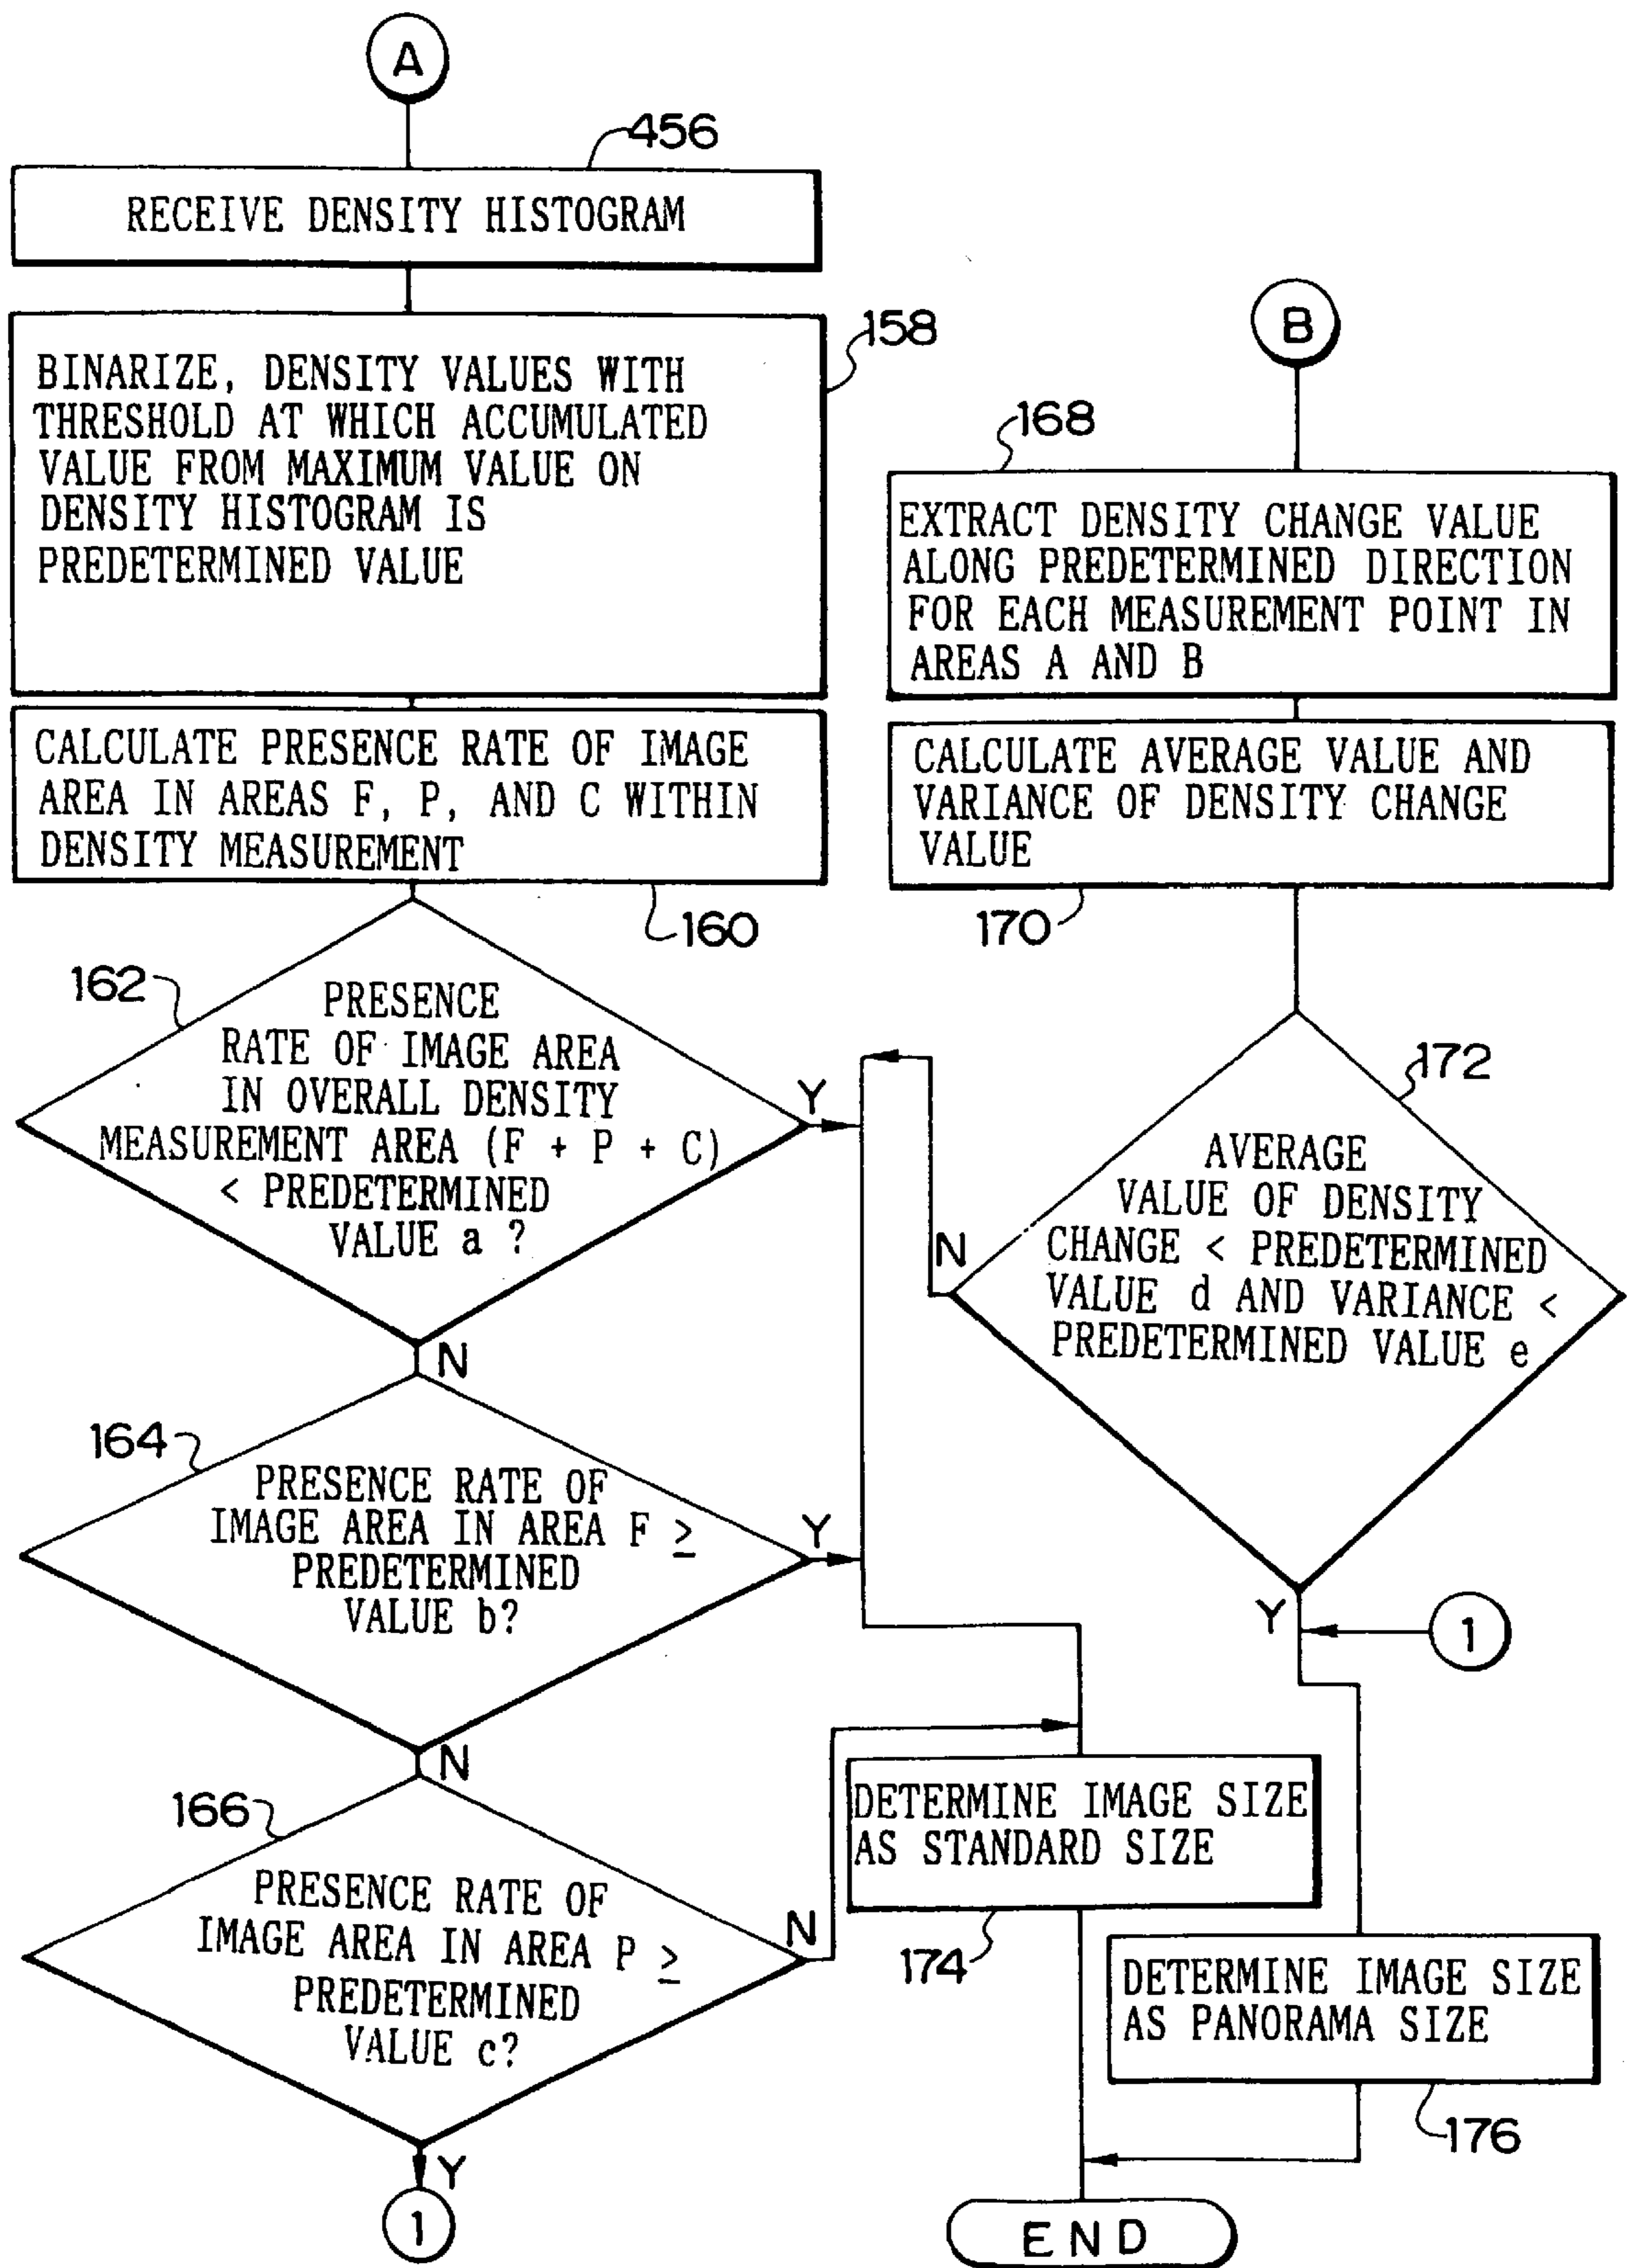 A
456
RECEIVE DENSITY HISTOGRAM
158
BINARIZE, DENSITY VALUES WITH
THRESHOLD AT WHICH ACCUMULATED
VALUE FROM MAXIMUM VALUE ON
DENSITY HISTOGRAM IS
PREDETERMINED VALUE
CALCULATE PRESENCE RATE OF IMAGE
AREA IN AREAS F, P, AND C WITHIN
DENSITY MEASUREMENT
160
162
PRESENCE
RATE OF IMAGE AREA
IN OVERALL DENSITY
MEASUREMENT AREA (F + P + C)
< PREDETERMINED
VALUE a ?
Y
N
164
PRESENCE RATE OF
IMAGE AREA IN AREA F ≥
PREDETERMINED
VALUE b?
Y
N
166
PRESENCE RATE OF
IMAGE AREA IN AREA P ≥
PREDETERMINED
VALUE c?
N
Y
1
B
168
EXTRACT DENSITY CHANGE VALUE
ALONG PREDETERMINED DIRECTION
FOR EACH MEASUREMENT POINT IN
AREAS A AND B
CALCULATE AVERAGE VALUE AND
VARIANCE OF DENSITY CHANGE
VALUE
170
172
AVERAGE
VALUE OF DENSITY
CHANGE < PREDETERMINED
VALUE d AND VARIANCE <
PREDETERMINED VALUE e
N
Y
1
DETERMINE IMAGE SIZE
AS STANDARD SIZE
174
DETERMINE IMAGE SIZE
AS PANORAMA SIZE
176
END